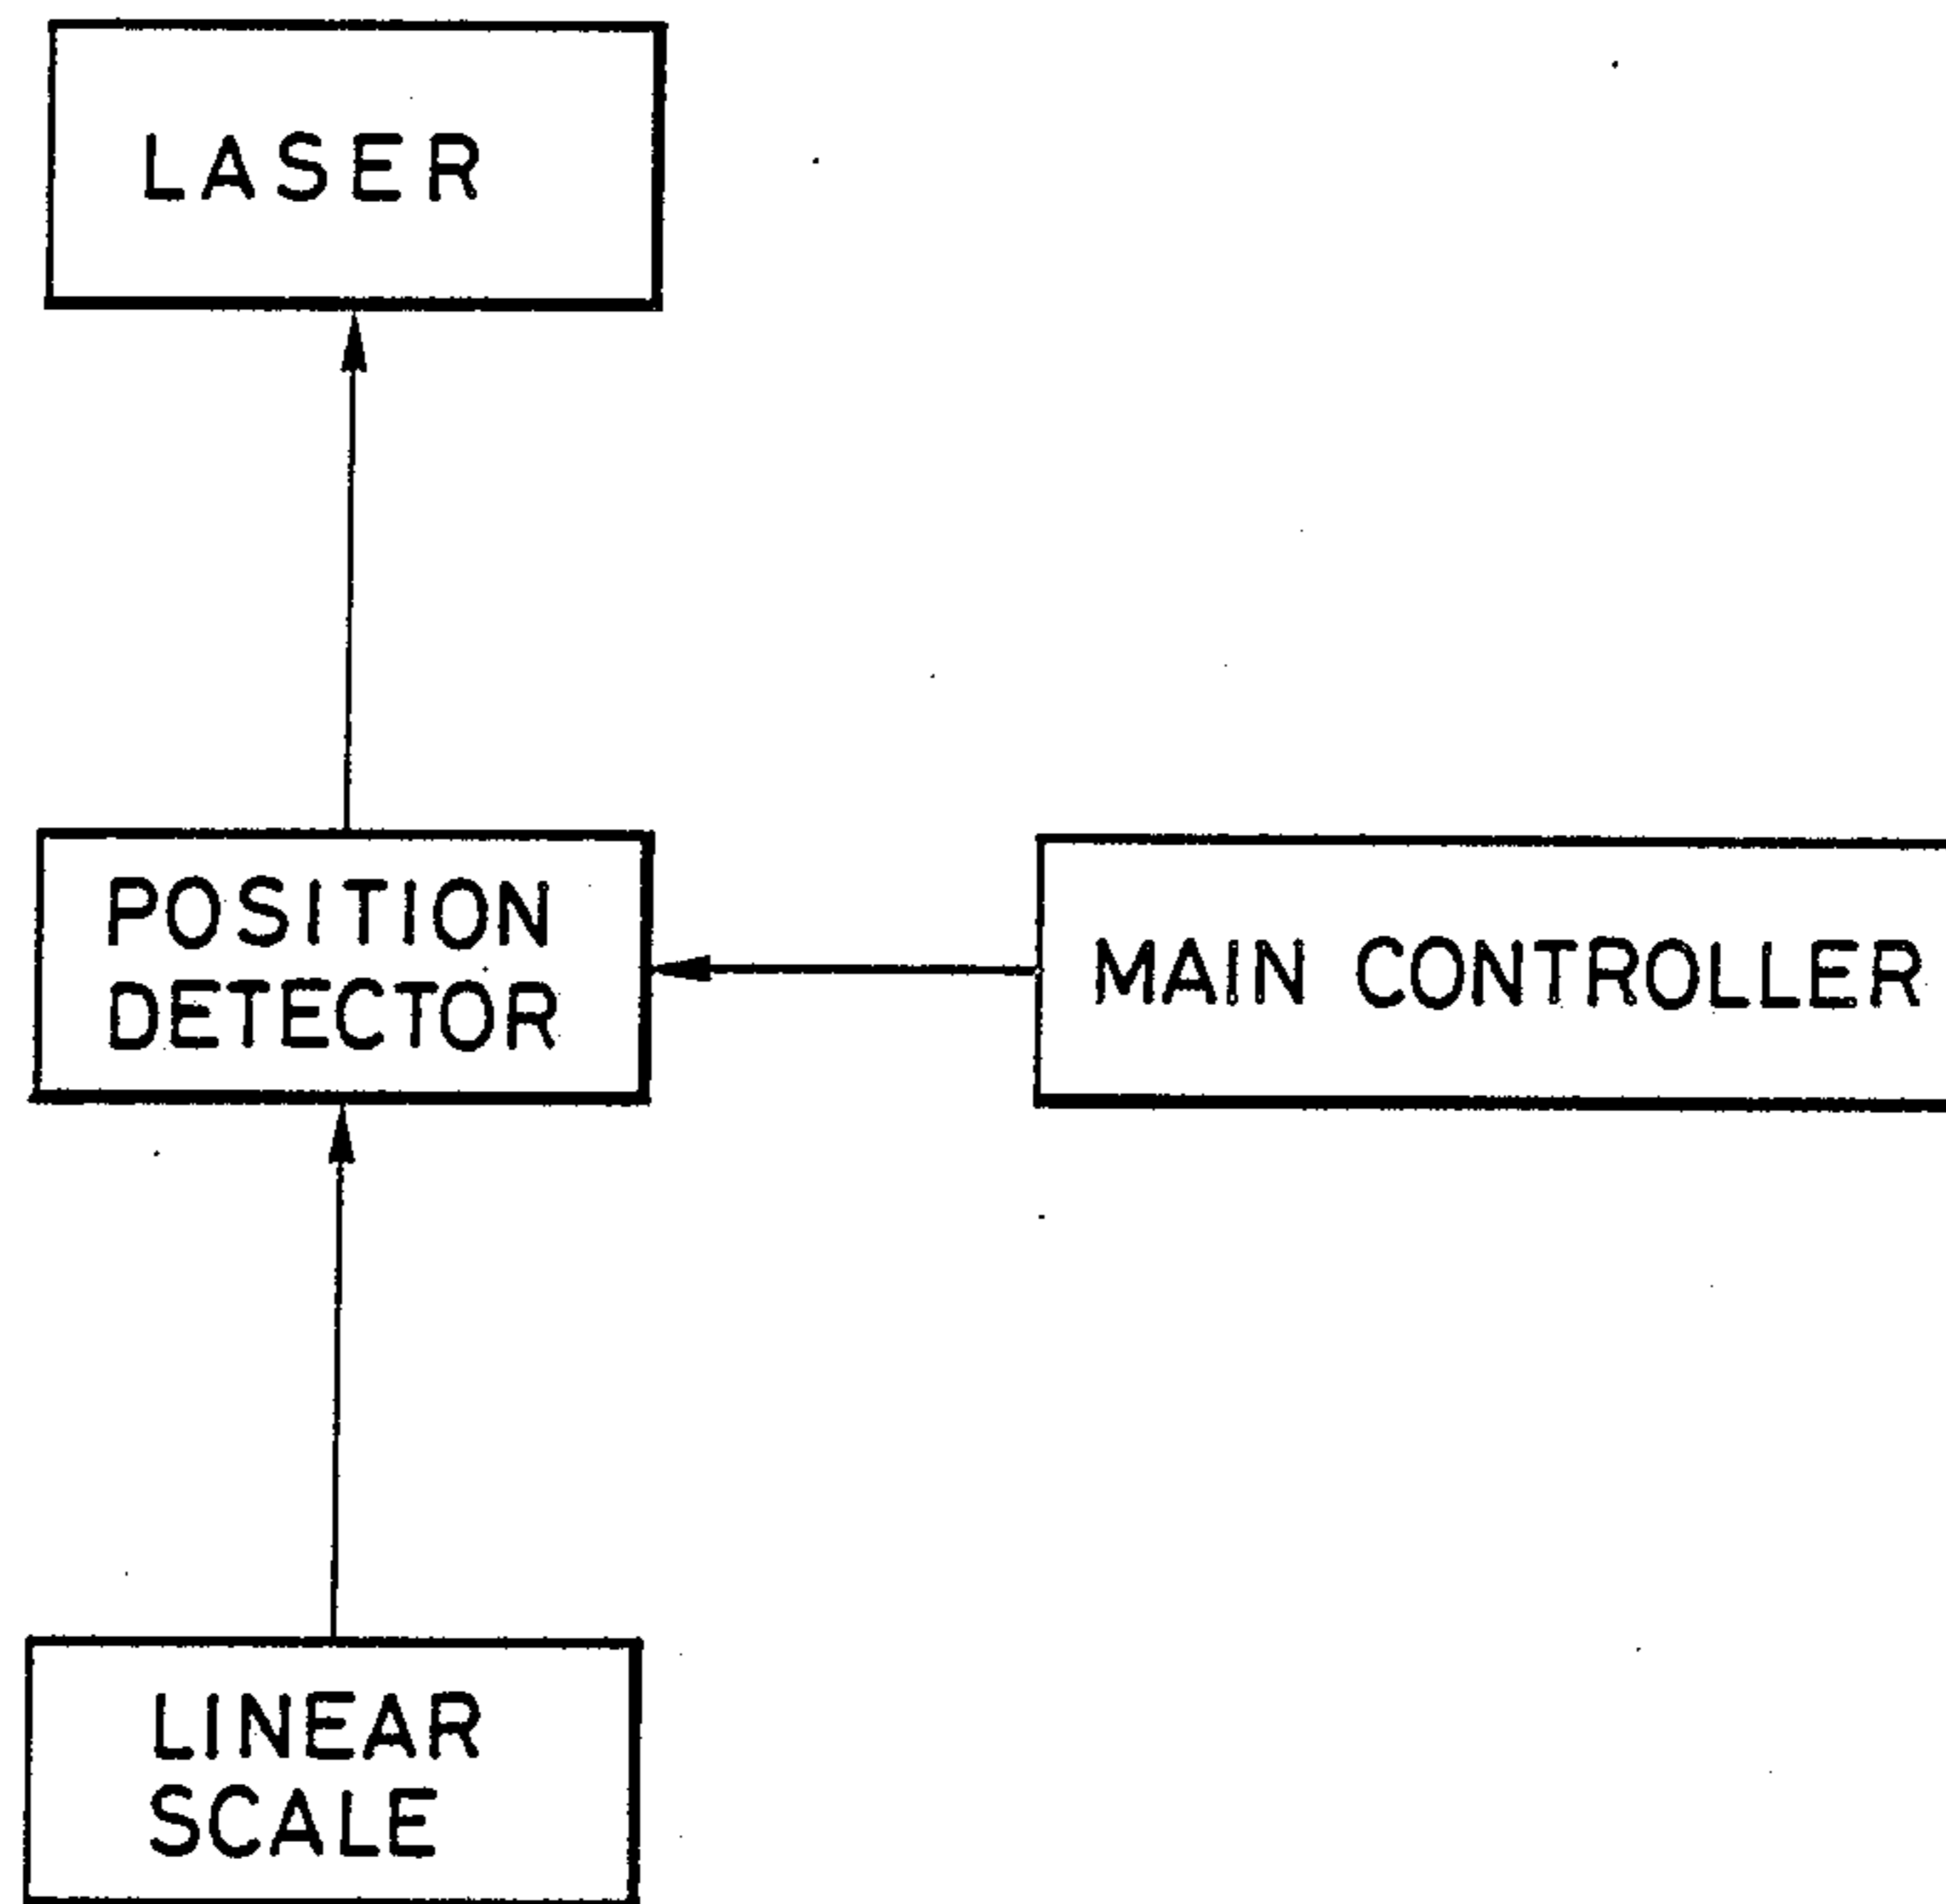 LASER
POSITION
DETECTOR
MAIN CONTROLLER
LINEAR
SCALE